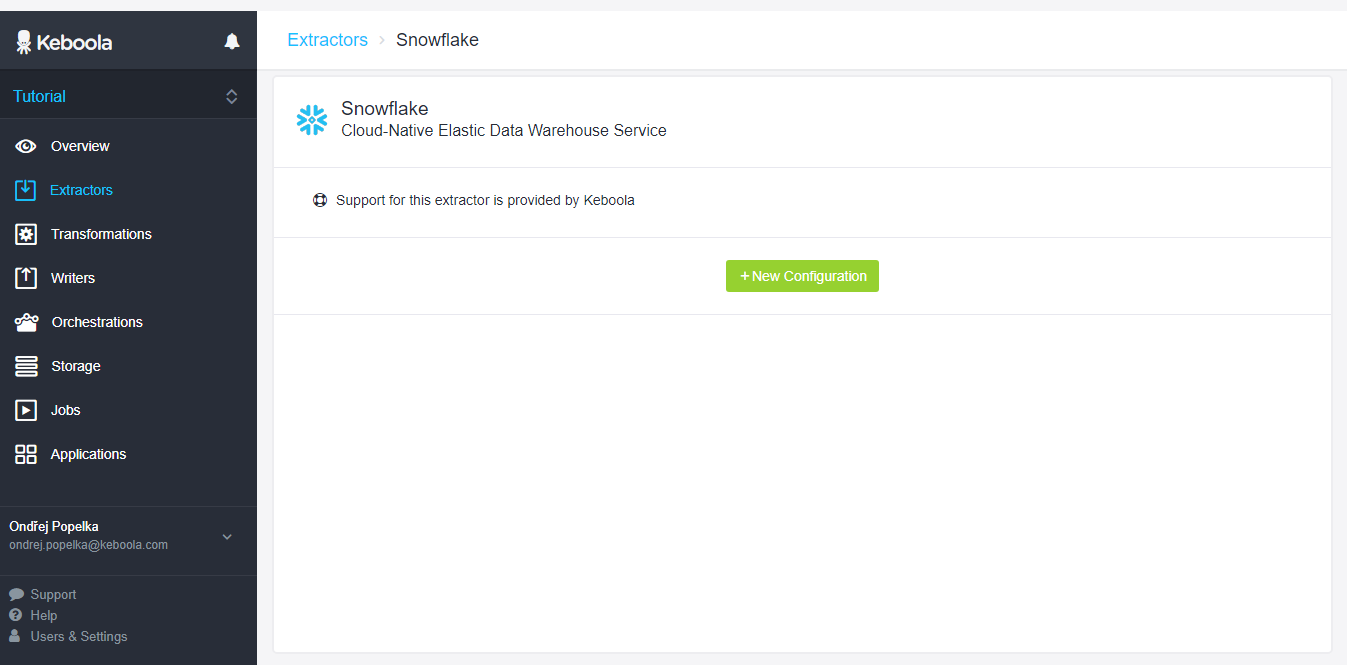 Keboola
Tutorial
Overview
Extractors
Transformations
Writers
Orchestrations
Storage
Jobs
Applications
Ondřej Popelka
ondrej.popelka@keboola.com
Support
Help
Users & Settings
Extractors › Snowflake
Snowflake
Cloud-Native Elastic Data Warehouse Service
Support for this extractor is provided by Keboola
+ New Configuration